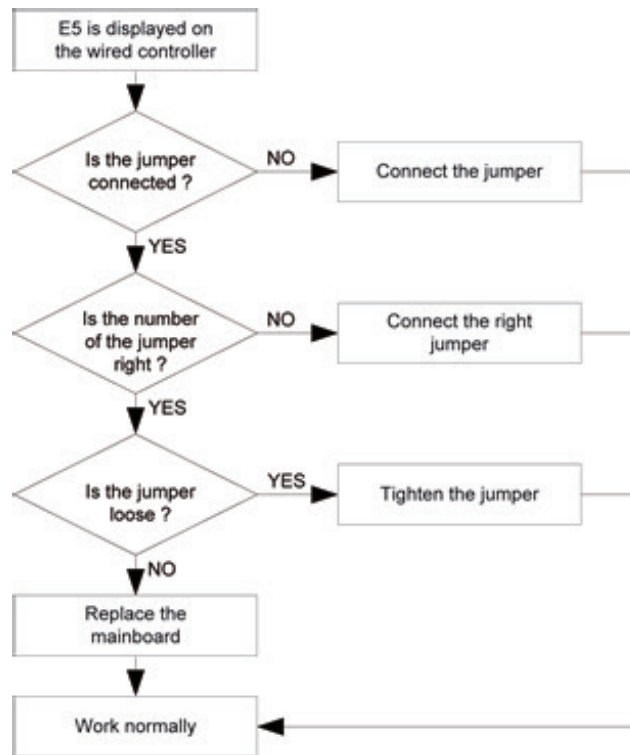 E5 is displayed on
the wired controller
Is the jumper
connected ?
NO
Connect the jumper
YES
Is the number
of the jumper
right ?
NO
Connect the right
jumper
YES
Is the jumper
loose ?
YES
Tighten the jumper
NO
Replace the
mainboard
Work normally